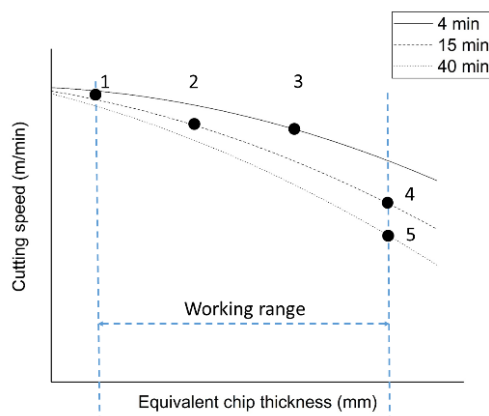 4 min
15 min
40 min
1
2
3
4
5
Cutting speed (m/min)
Working range
Equivalent chip thickness (mm)